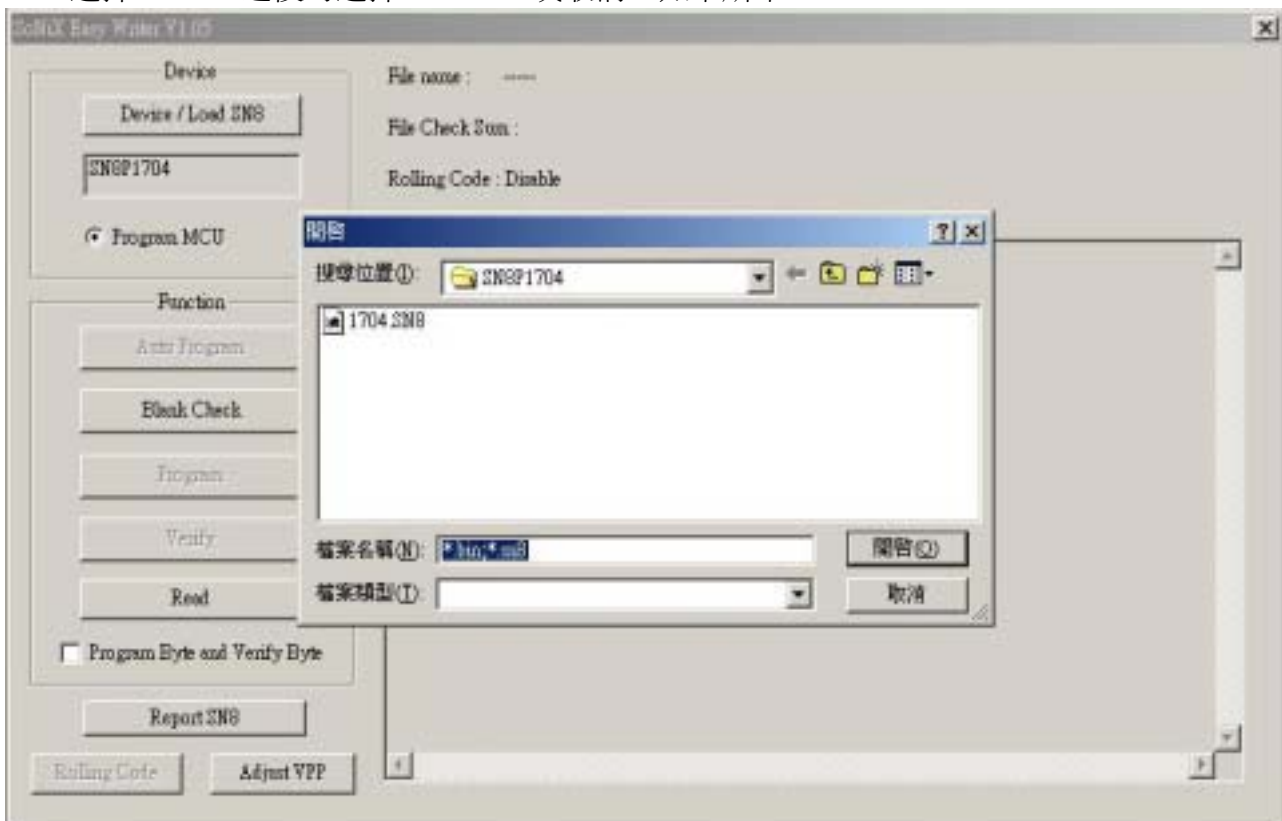 SoNiX Easy Writer V1.05
Device
Device / Load SN8
SN8P1704
Program MCU
File name : -----
File Check Sum :
Rolling Code : Disable
Function
Auto Program
Blank Check
Program
Verify
Read
Program Byte and Verify Byte
Report SN8
Rolling Code
Adjust VPP
開啟
搜尋位置(I):
SN8P1704
1704.SN8
檔案名稱(N):
*.bin;*.sn8
開啟(O)
檔案類型(T):
取消